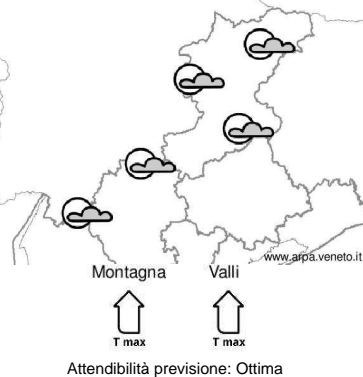 www.arpa.veneto.it
Montagna Valli
T max T max
Attendibilità previsione: Ottima